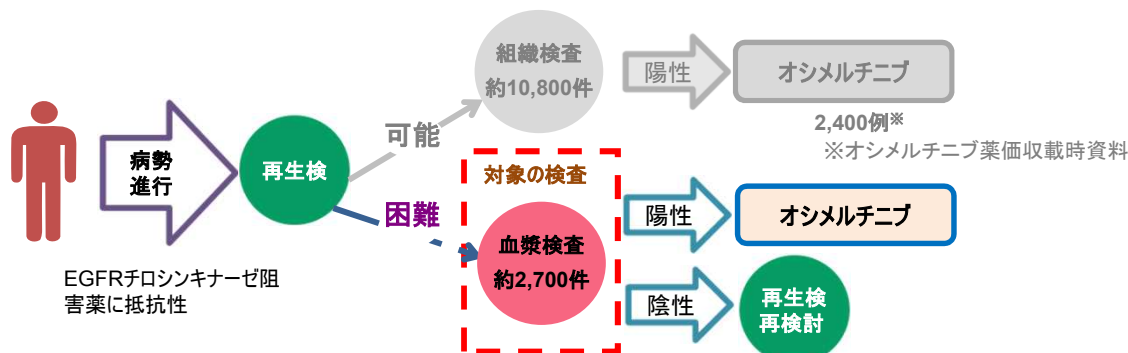 組織検査
約10,800件
陽性
オシメルチニブ
2,400例※
※オシメルチニブ薬価収載時資料
可能
病勢
進行
再生検
対象の検査
困難
血漿検査
約2,700件
陽性
オシメルチニブ
陰性
再生検
再検討
EGFRチロシンキナーゼ阻
害薬に抵抗性